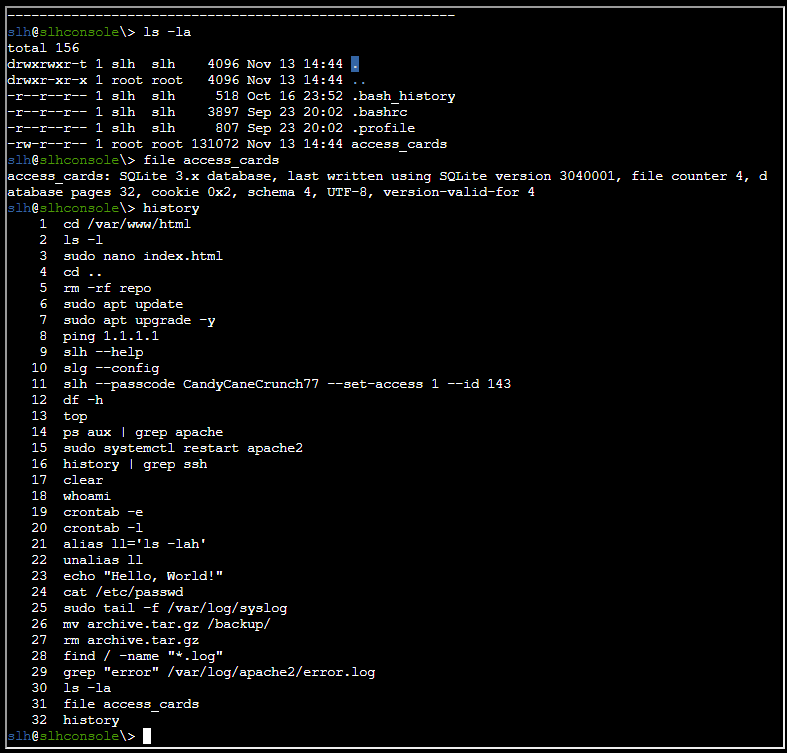 ---------------------------------------------------------
slh@slhconsole\> ls -la
total 156
drwxrwxr-t 1 slh  slh    4096 Nov 13 14:44 .
drwxr-xr-x 1 root root   4096 Nov 13 14:44 ..
-r--r--r-- 1 slh  slh     518 Oct 16 23:52 .bash_history
-r--r--r-- 1 slh  slh    3897 Sep 23 20:02 .bashrc
-r--r--r-- 1 slh  slh     807 Sep 23 20:02 .profile
-rw-r--r-- 1 root root 131072 Nov 13 14:44 access_cards
slh@slhconsole\> file access_cards
access_cards: SQLite 3.x database, last written using SQLite version 3040001, file counter 4, d
atabase pages 32, cookie 0x2, schema 4, UTF-8, version-valid-for 4
slh@slhconsole\> history
    1  cd /var/www/html
    2  ls -l
    3  sudo nano index.html
    4  cd ..
    5  rm -rf repo
    6  sudo apt update
    7  sudo apt upgrade -y
    8  ping 1.1.1.1
    9  slh --help
   10  slg --config
   11  slh --passcode CandyCaneCrunch77 --set-access 1 --id 143
   12  df -h
   13  top
   14  ps aux | grep apache
   15  sudo systemctl restart apache2
   16  history | grep ssh
   17  clear
   18  whoami
   19  crontab -e
   20  crontab -l
   21  alias ll='ls -lah'
   22  unalias ll
   23  echo "Hello, World!"
   24  cat /etc/passwd
   25  sudo tail -f /var/log/syslog
   26  mv archive.tar.gz /backup/
   27  rm archive.tar.gz
   28  find / -name "*.log"
   29  grep "error" /var/log/apache2/error.log
   30  ls -la
   31  file access_cards
   32  history
slh@slhconsole\>